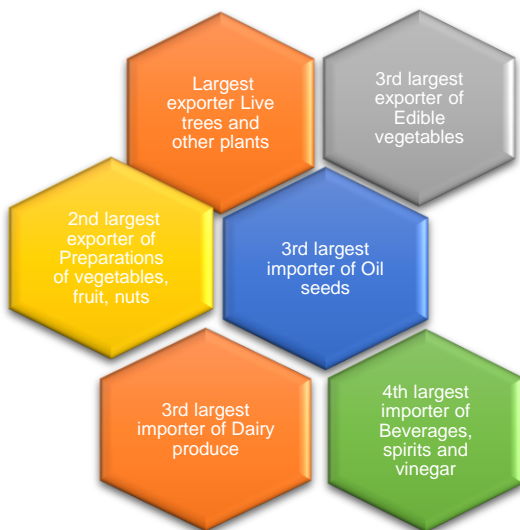 Largest
exporter Live
trees and
other plants
3rd largest
exporter of
Edible
vegetables
2nd largest
exporter of
Preparations
of vegetables,
fruit, nuts
3rd largest
importer of Oil
seeds
3rd largest
importer of Dairy
produce
4th largest
importer of
Beverages,
spirits and
vinegar